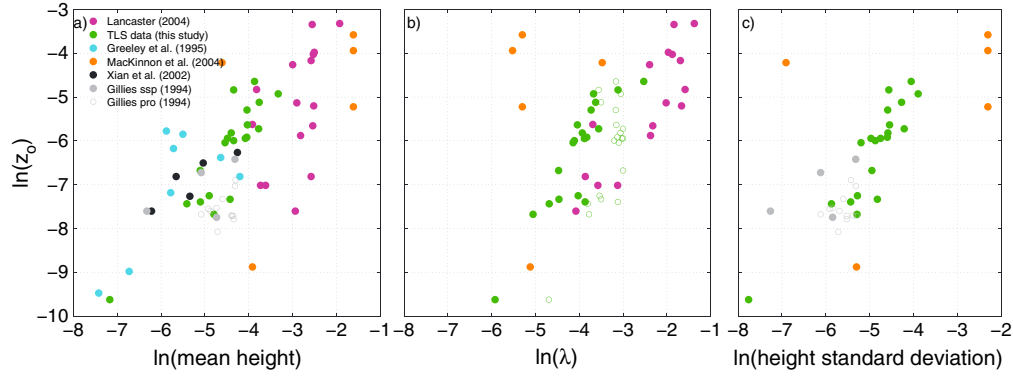 a)
Lancaster (2004)
TLS data (this study)
Greeley et al. (1995)
MacKinnon et al. (2004)
Xian et al. (2002)
Gillies ssp (1994)
Gillies pro (1994)
b)
c)
ln(z₀)
−3
−4
−5
−6
−7
−8
−9
−10
−8 −7 −6 −5 −4 −3 −2 −1
−7 −6 −5 −4 −3 −2 −1
−8 −7 −6 −5 −4 −3 −2
ln(mean height)
ln(λ)
ln(height standard deviation)